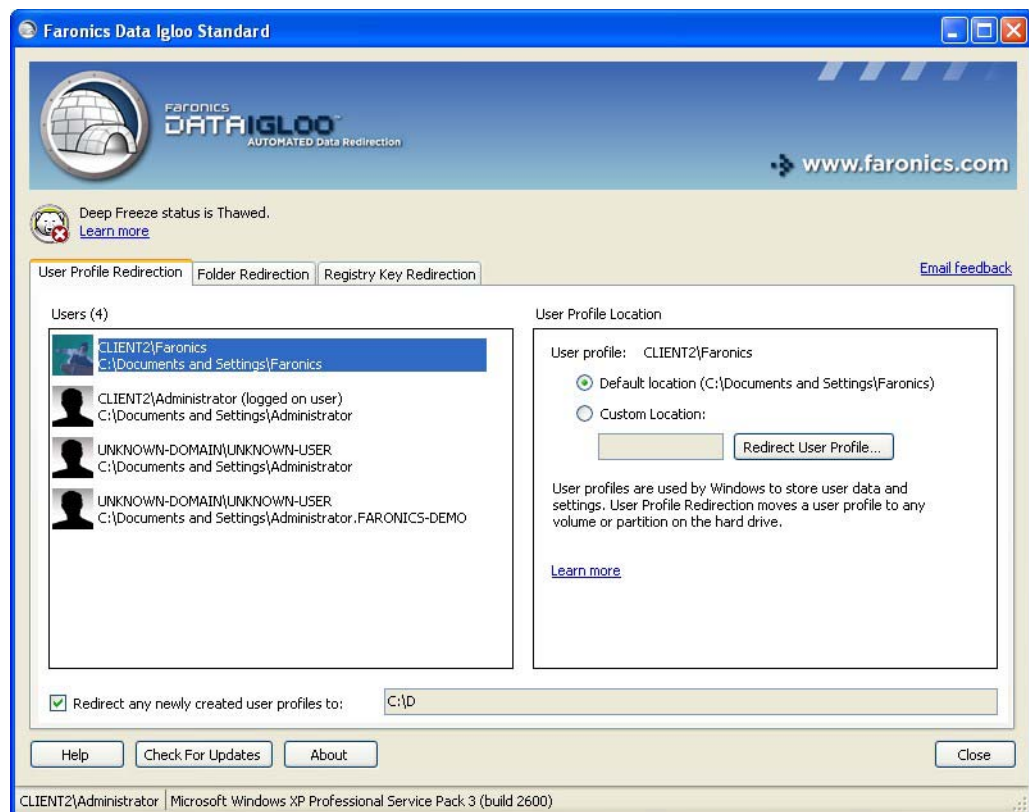 Faronics Data Igloo Standard
FARONICS
DATAIGLOO™
AUTOMATED Data Redirection
www.faronics.com
Deep Freeze status is Thawed.
Learn more
User Profile Redirection
Folder Redirection
Registry Key Redirection
Email feedback
Users (4)
CLIENT2\Faronics
C:\Documents and Settings\Faronics
CLIENT2\Administrator (logged on user)
C:\Documents and Settings\Administrator
UNKNOWN-DOMAIN\UNKNOWN-USER
C:\Documents and Settings\Administrator
UNKNOWN-DOMAIN\UNKNOWN-USER
C:\Documents and Settings\Administrator.FARONICS-DEMO
User Profile Location
User profile: CLIENT2\Faronics
Default location (C:\Documents and Settings\Faronics)
Custom Location:
Redirect User Profile...
User profiles are used by Windows to store user data and
settings. User Profile Redirection moves a user profile to any
volume or partition on the hard drive.
Learn more
Redirect any newly created user profiles to: C:\D
Help
Check For Updates
About
Close
CLIENT2\Administrator
Microsoft Windows XP Professional Service Pack 3 (build 2600)